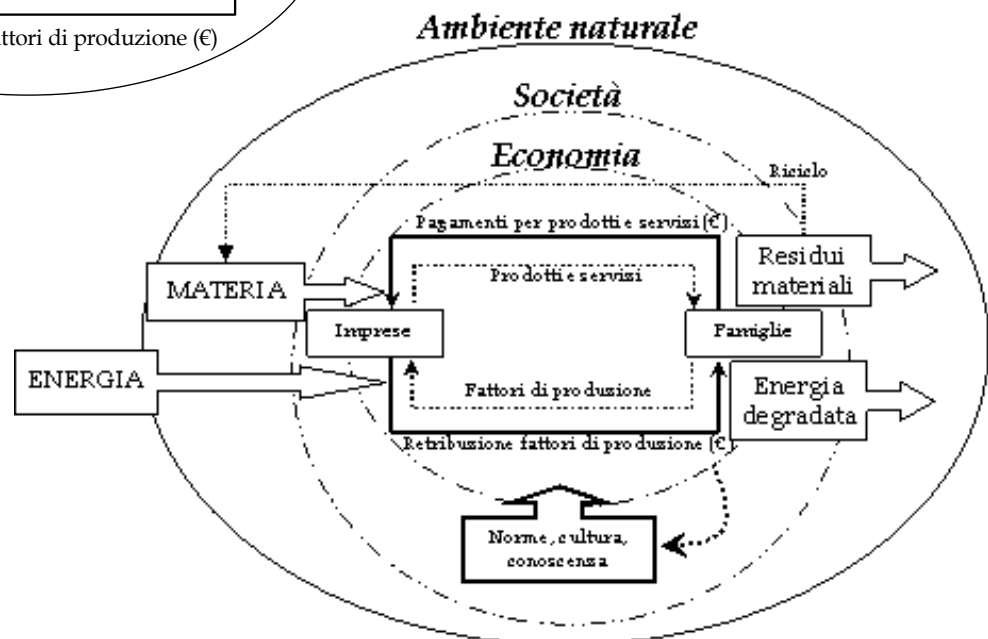 ttori di produzione (€)
Ambiente naturale
Società
Economia
Riciclo
Pagamenti per prodotti e servizi (€)
Residui
materiali
Prodotti e servizi
MATERIA
Imprese
Famiglie
ENERGIA
Fattori di produzione
Energia
degradata
Retribuzione fattori di produzione (€)
Norme, cultura,
conoscenza